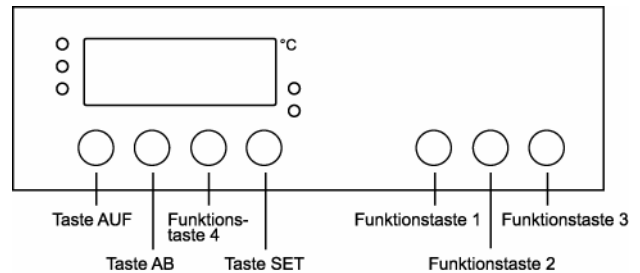 °C
Taste AUF
Taste AB
Funktions-
taste 4
Taste SET
Funktionstaste 1
Funktionstaste 2
Funktionstaste 3